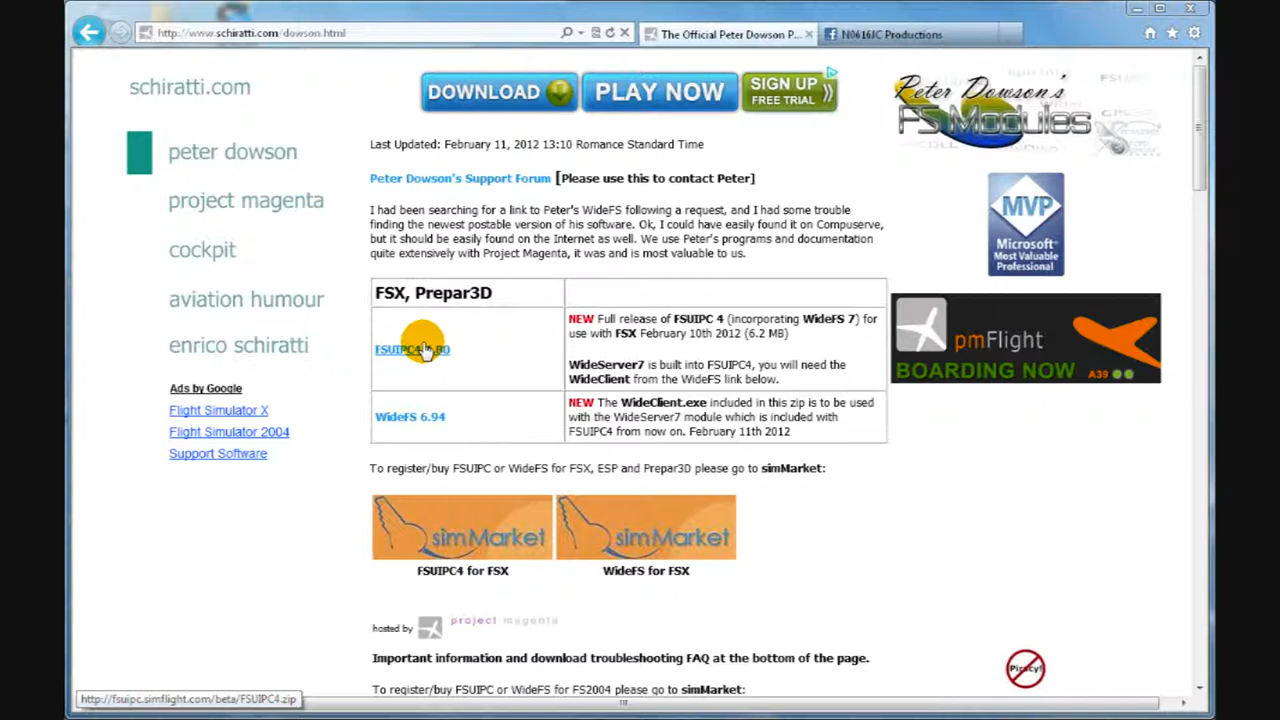 http://www.schiratti.com/dowson.html
The Official Peter Dowson P...
N0616JC Productions
schiratti.com
DOWNLOAD
PLAY NOW
SIGN UP
FREE TRIAL
Peter Dowson's
FS Modules
peter dowson
project magenta
cockpit
aviation humour
enrico schiratti
Ads by Google
Flight Simulator X
Flight Simulator 2004
Support Software
Last Updated: February 11, 2012 13:10 Romance Standard Time
Peter Dowson's Support Forum [Please use this to contact Peter]
I had been searching for a link to Peter's WideFS following a request, and I had some trouble
finding the newest postable version of his software. Ok, I could have easily found it on Compuserve,
but it should be easily found on the Internet as well. We use Peter's programs and documentation
quite extensively with Project Magenta, it was and is most valuable to us.
MVP
Microsoft®
Most Valuable
Professional
FSX, Prepar3D
NEW Full release of FSUIPC 4 (incorporating WideFS 7) for
use with FSX February 10th 2012 (6.2 MB)
WideServer7 is built into FSUIPC4, you will need the
WideClient from the WideFS link below.
WideFS 6.94
NEW The WideClient.exe included in this zip is to be used
with the WideServer7 module which is included with
FSUIPC4 from now on. February 11th 2012
pmFlight
BOARDING NOW
A39
To register/buy FSUIPC or WideFS for FSX, ESP and Prepar3D please go to simMarket:
simMarket
simMarket
FSUIPC4 for FSX
WideFS for FSX
hosted by
project magenta
Important information and download troubleshooting FAQ at the bottom of the page.
Piracy!
To register/buy FSUIPC or WideFS for FS2004 please go to simMarket:
http://fsuipc.simflight.com/beta/FSUIPC4.zip